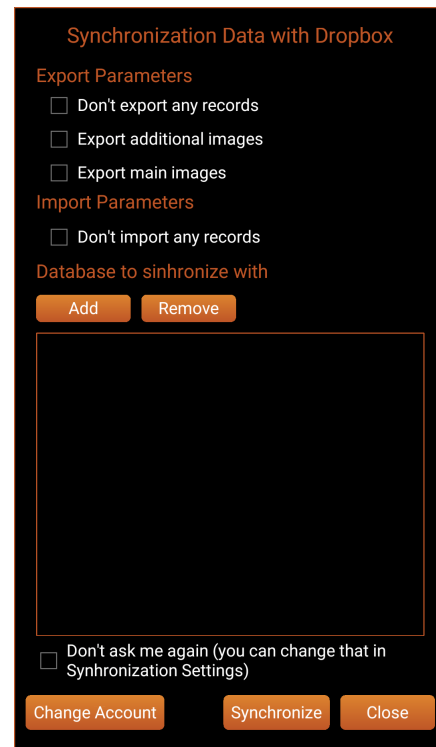 Synchronization Data with Dropbox
Export Parameters
Don't export any records
Export additional images
Export main images
Import Parameters
Don't import any records
Database to sinhronize with
Add Remove
Don't ask me again (you can change that in
Synhronization Settings)
Change Account Synchronize Close